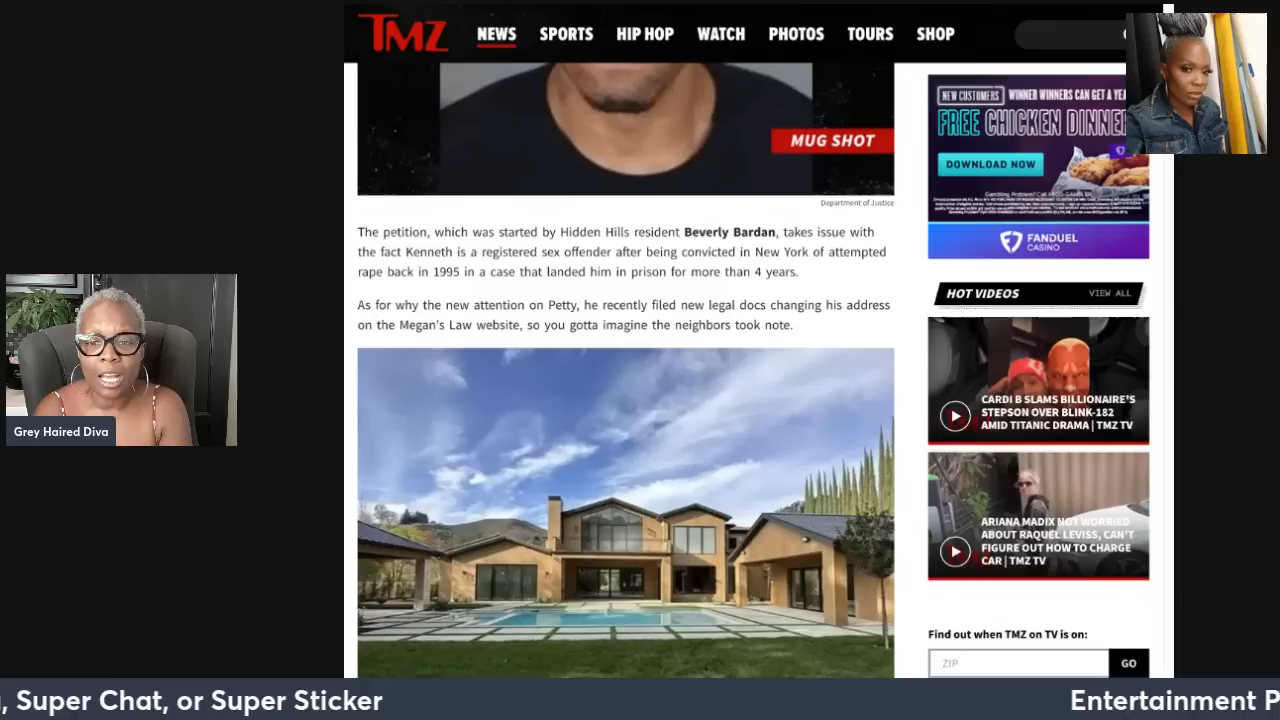 TMZ
NEWS
SPORTS
HIP HOP
WATCH
PHOTOS
TOURS
SHOP
MUG SHOT
Department of Justice
The petition, which was started by Hidden Hills resident Beverly Bardan, takes issue with
the fact Kenneth is a registered sex offender after being convicted in New York of attempted
rape back in 1995 in a case that landed him in prison for more than 4 years.
As for why the new attention on Petty, he recently filed new legal docs changing his address
on the Megan's Law website, so you gotta imagine the neighbors took note.
NEW CUSTOMERS
WINNER WINNERS CAN GET A
FREE CHICKEN
DOWNLOAD NOW
FANDUEL
CASINO
HOT VIDEOS
VIEW ALL
CARDI B SLAMS BILLIONAIRE'S
STEPSON OVER BLINK-182
AMID TITANIC DRAMA | TMZ TV
ARIANA MADIX NOT WORRIED
ABOUT RAQUEL LEVISS, CAN'T
FIGURE OUT HOW TO CHARGE
CAR | TMZ TV
Find out when TMZ on TV is on:
ZIP
GO
Grey Haired Diva
, Super Chat, or Super Sticker
Entertainment P